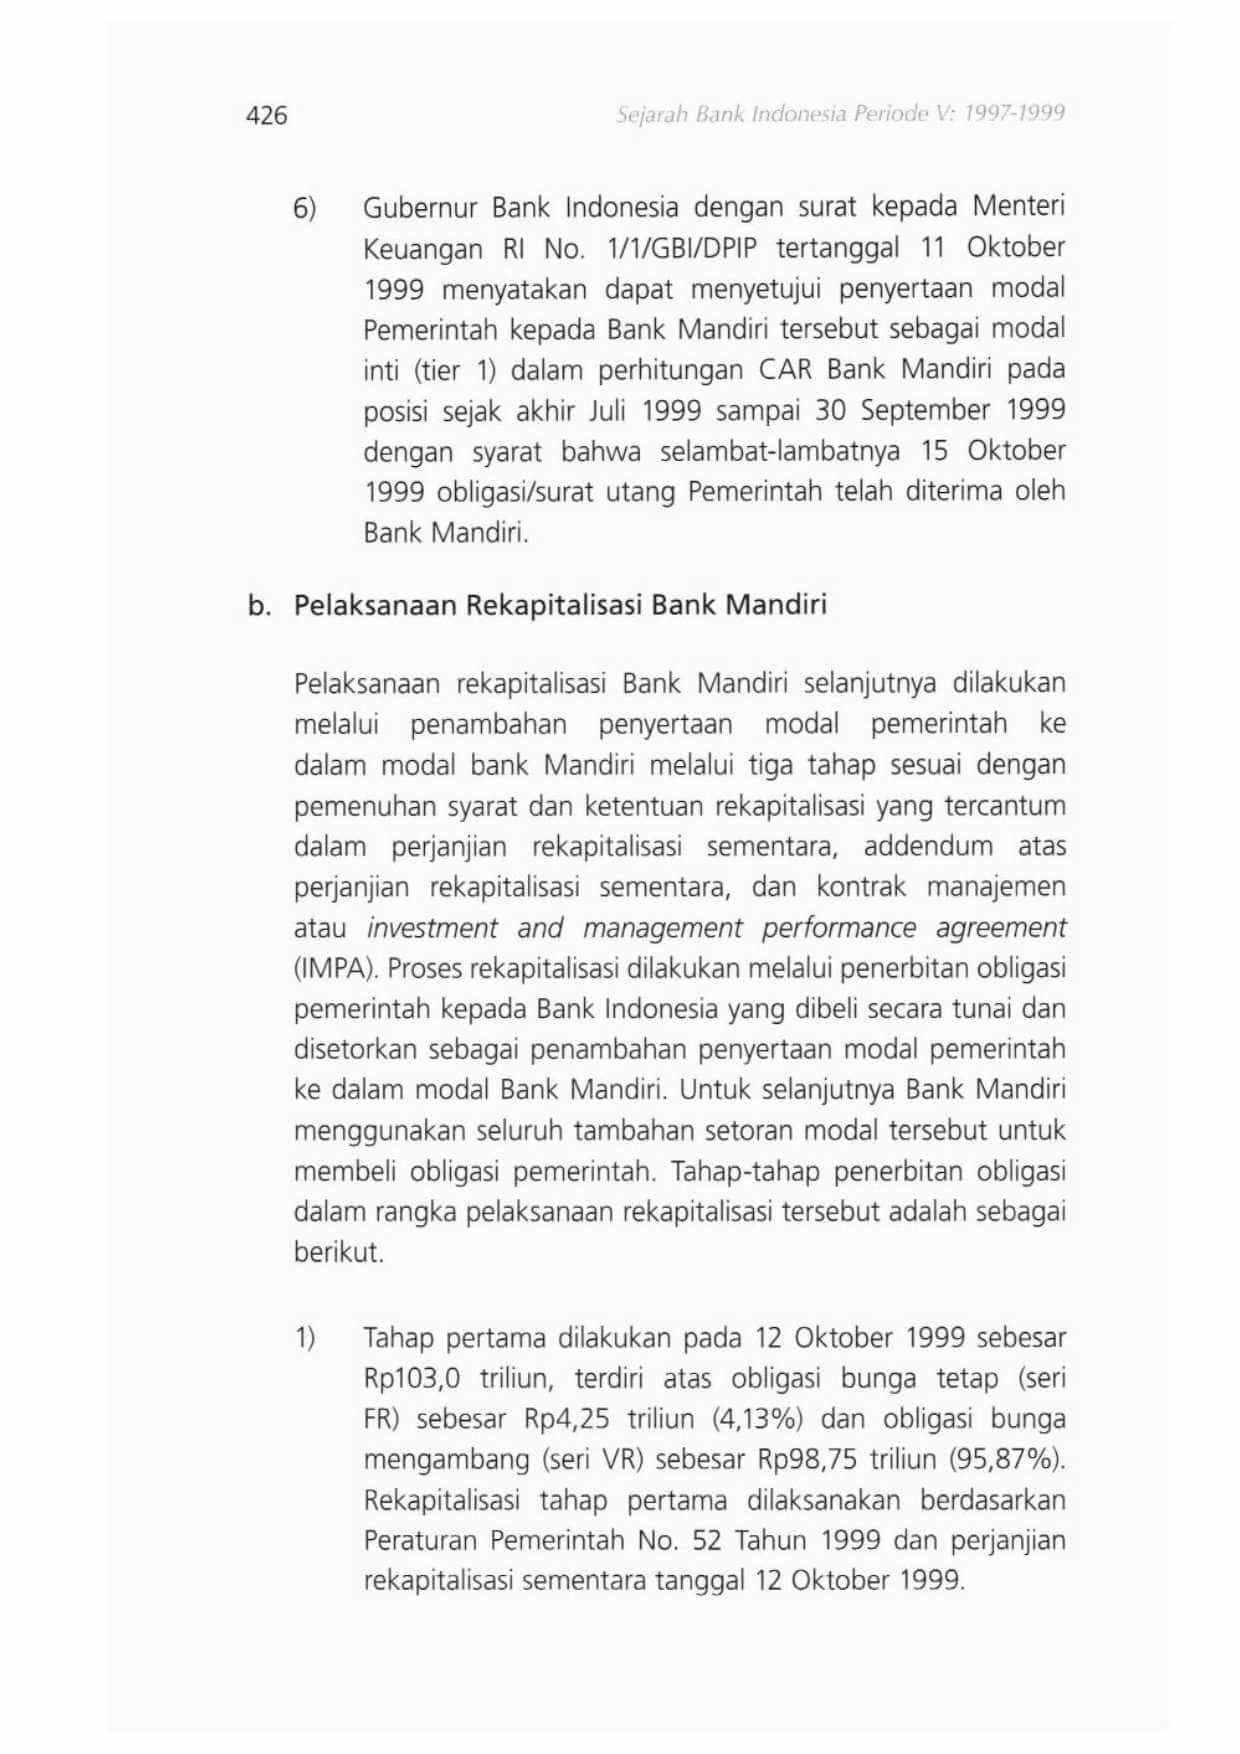 426
Sejarah Bank Indonesia Periode V: 1997-1999
6) Gubernur Bank Indonesia dengan surat kepada Menteri
Keuangan RI No. 1/1/GBI/DPIP tertanggal 11 Oktober
1999 menyatakan dapat menyetujui penyertaan modal
Pemerintah kepada Bank Mandiri tersebut sebagai modal
inti (tier 1) dalam perhitungan CAR Bank Mandiri pada
posisi sejak akhir Juli 1999 sampai 30 September 1999
dengan syarat bahwa selambat-lambatnya 15 Oktober
1999 obligasi/surat utang Pemerintah telah diterima oleh
Bank Mandiri.
b. Pelaksanaan Rekapitalisasi Bank Mandiri
Pelaksanaan rekapitalisasi Bank Mandiri selanjutnya dilakukan
melalui penambahan penyertaan modal pemerintah ke
dalam modal bank Mandiri melalui tiga tahap sesuai dengan
pemenuhan syarat dan ketentuan rekapitalisasi yang tercantum
dalam perjanjian rekapitalisasi sementara, addendum atas
perjanjian rekapitalisasi sementara, dan kontrak manajemen
atau investment and management performance agreement
(IMPA). Proses rekapitalisasi dilakukan melalui penerbitan obligasi
pemerintah kepada Bank Indonesia yang dibeli secara tunai dan
disetorkan sebagai penambahan penyertaan modal pemerintah
ke dalam modal Bank Mandiri. Untuk selanjutnya Bank Mandiri
menggunakan seluruh tambahan setoran modal tersebut untuk
membeli obligasi pemerintah. Tahap-tahap penerbitan obligasi
dalam rangka pelaksanaan rekapitalisasi tersebut adalah sebagai
berikut.
1) Tahap pertama dilakukan pada 12 Oktober 1999 sebesar
Rp103,0 triliun, terdiri atas obligasi bunga tetap (seri
FR) sebesar Rp4,25 triliun (4,13%) dan obligasi bunga
mengambang (seri VR) sebesar Rp98,75 triliun (95,87%).
Rekapitalisasi tahap pertama dilaksanakan berdasarkan
Peraturan Pemerintah No. 52 Tahun 1999 dan perjanjian
rekapitalisasi sementara tanggal 12 Oktober 1999.